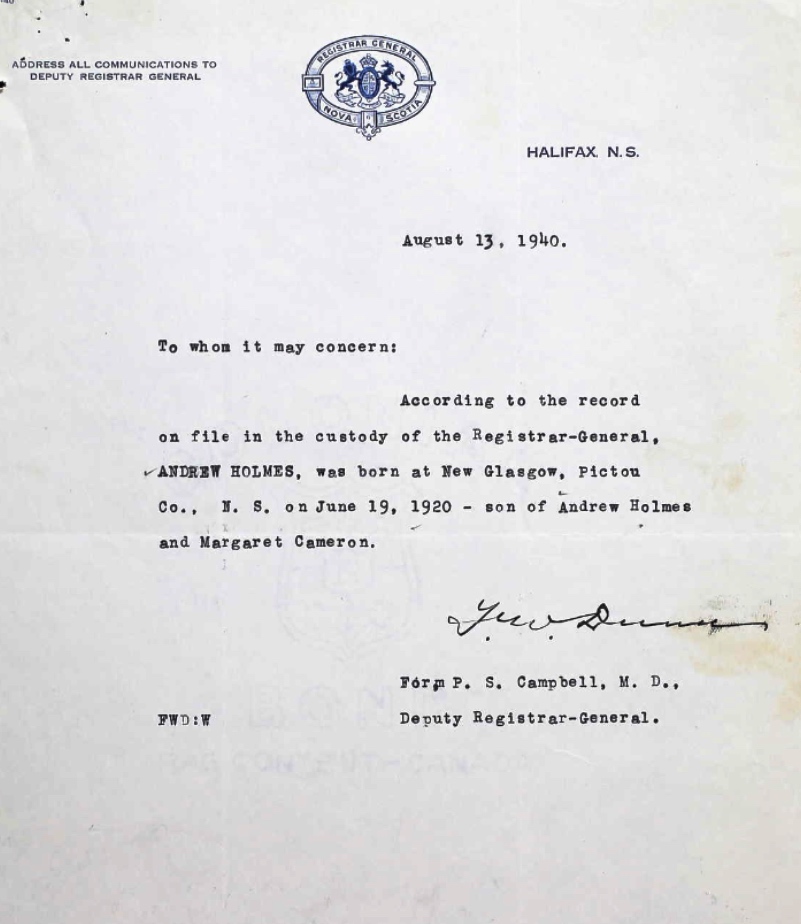 ADDRESS ALL COMMUNICATIONS TO
DEPUTY REGISTRAR GENERAL
REGISTRAR GENERAL
NOVA SCOTIA
HALIFAX. N.S.
August 13, 1940.
To whom it may concern:
According to the record
on file in the custody of the Registrar-General,
ANDREW HOLMES, was born at New Glasgow, Pictou
Co., N. S. on June 19, 1920 - son of Andrew Holmes
and Margaret Cameron.
Form P. S. Campbell, M. D.,
FWD:W Deputy Registrar-General.